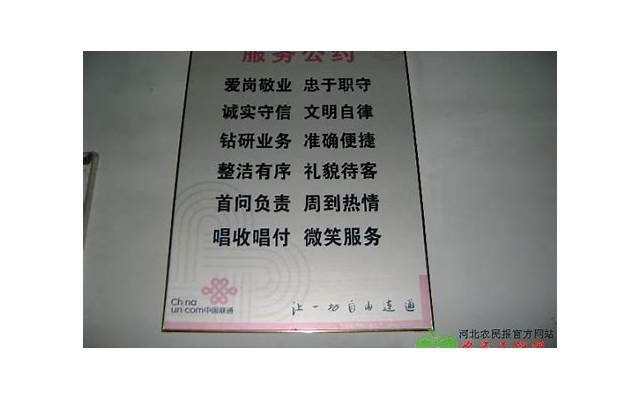 服务公约
爱岗敬业 忠于职守
诚实守信 文明自律
钻研业务 准确便捷
整洁有序 礼貌待客
首问负责 周到热情
唱收唱付 微笑服务
China
unicom中国联通
让一切自由连通
河北农民报官方网站